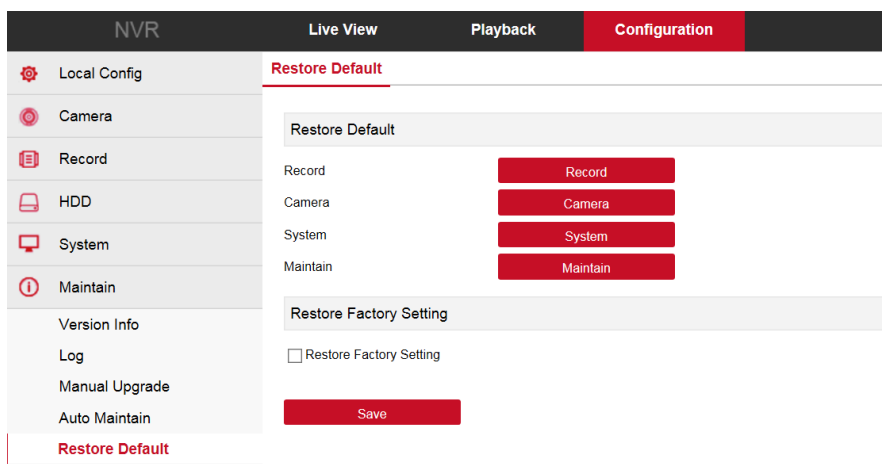 NVR Live View Playback Configuration
Local Config
Camera
Record
HDD
System
Maintain
Version Info
Log
Manual Upgrade
Auto Maintain
Restore Default
Restore Default
Restore Default
Record Record
Camera Camera
System System
Maintain Maintain
Restore Factory Setting
Restore Factory Setting
Save